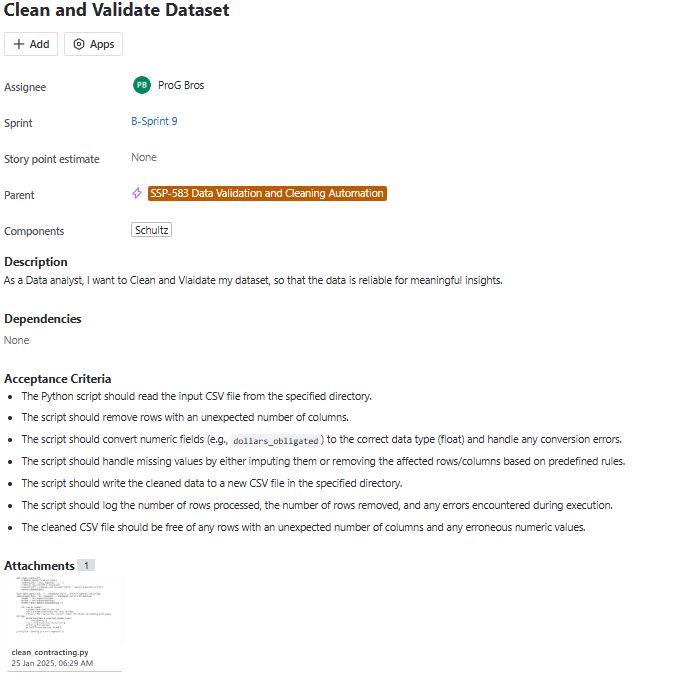 Clean and Validate Dataset
+ Add
Apps
Assignee
PB ProG Bros
Sprint
B-Sprint 9
Story point estimate
None
Parent
SSP-583 Data Validation and Cleaning Automation
Components
Schultz
Description
As a Data analyst, I want to Clean and Vlaidate my dataset, so that the data is reliable for meaningful insights.
Dependencies
None
Acceptance Criteria
• The Python script should read the input CSV file from the specified directory.
• The script should remove rows with an unexpected number of columns.
• The script should convert numeric fields (e.g., dollars_obligated) to the correct data type (float) and handle any conversion errors.
• The script should handle missing values by either imputing them or removing the affected rows/columns based on predefined rules.
• The script should write the cleaned data to a new CSV file in the specified directory.
• The script should log the number of rows processed, the number of rows removed, and any errors encountered during execution.
• The cleaned CSV file should be free of any rows with an unexpected number of columns and any erroneous numeric values.
Attachments 1
clean_contracting.py
25 Jan 2025, 06:29 AM